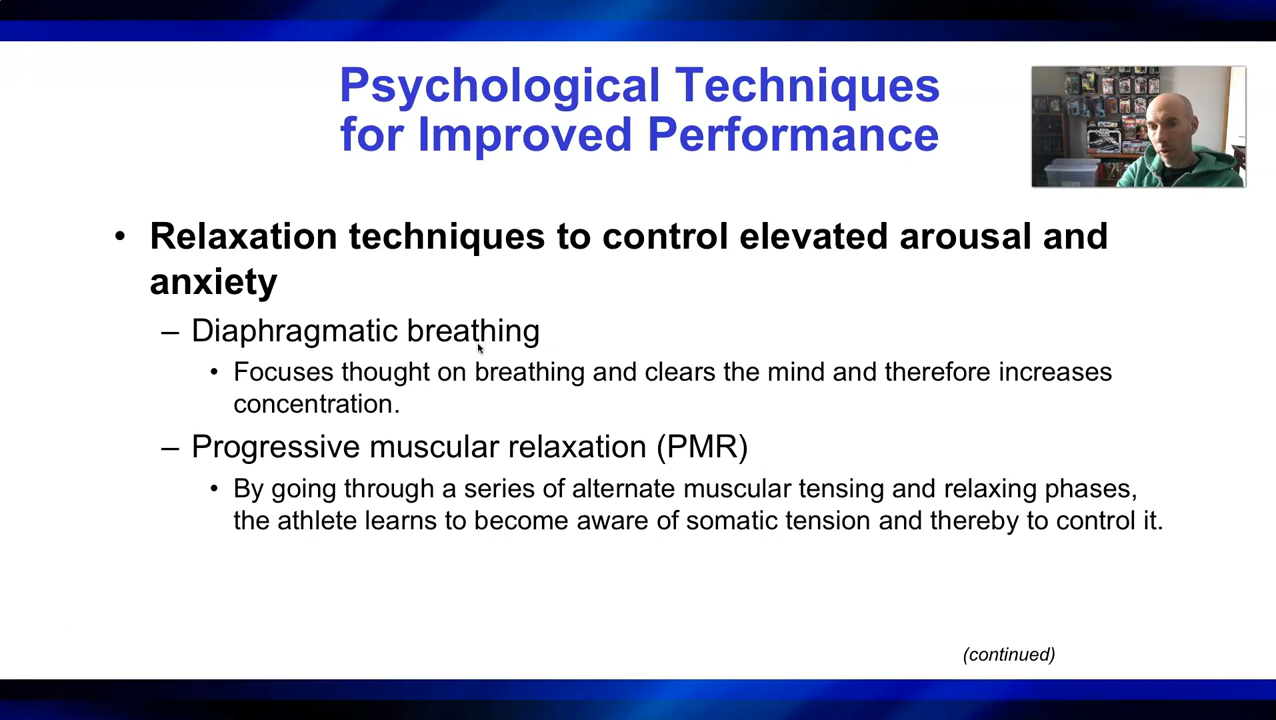 Psychological Techniques
for Improved Performance
• Relaxation techniques to control elevated arousal and
anxiety
– Diaphragmatic breathing
• Focuses thought on breathing and clears the mind and therefore increases
concentration.
– Progressive muscular relaxation (PMR)
• By going through a series of alternate muscular tensing and relaxing phases,
the athlete learns to become aware of somatic tension and thereby to control it.
(continued)